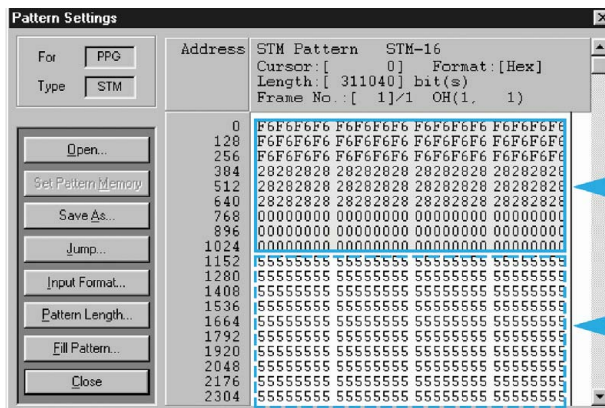 Pattern Settings
For PPG
Type STM
Open...
Set Pattern Memory
Save As...
Jump...
Input Format...
Pattern Length...
Fill Pattern...
Close
Address STM Pattern STM-16
Cursor:[ 0] Format:[Hex]
Length:[ 311040] bit(s)
Frame No.:[ 1]/1 OH(1, 1)
0 F6F6F6F6 F6F6F6F6 F6F6F6F6 F6F6F6F6
128 F6F6F6F6 F6F6F6F6 F6F6F6F6 F6F6F6F6
256 F6F6F6F6 F6F6F6F6 F6F6F6F6 F6F6F6F6
384 28282828 28282828 28282828 28282828
512 28282828 28282828 28282828 28282828
640 28282828 28282828 28282828 28282828
768 00000000 00000000 00000000 00000000
896 00000000 00000000 00000000 00000000
1024 00000000 00000000 00000000 00000000
1152 55555555 55555555 55555555 55555555
1280 55555555 55555555 55555555 55555555
1408 55555555 55555555 55555555 55555555
1536 55555555 55555555 55555555 55555555
1664 55555555 55555555 55555555 55555555
1792 55555555 55555555 55555555 55555555
1920 55555555 55555555 55555555 55555555
2048 55555555 55555555 55555555 55555555
2176 55555555 55555555 55555555 55555555
2304 55555555 55555555 55555555 55555555